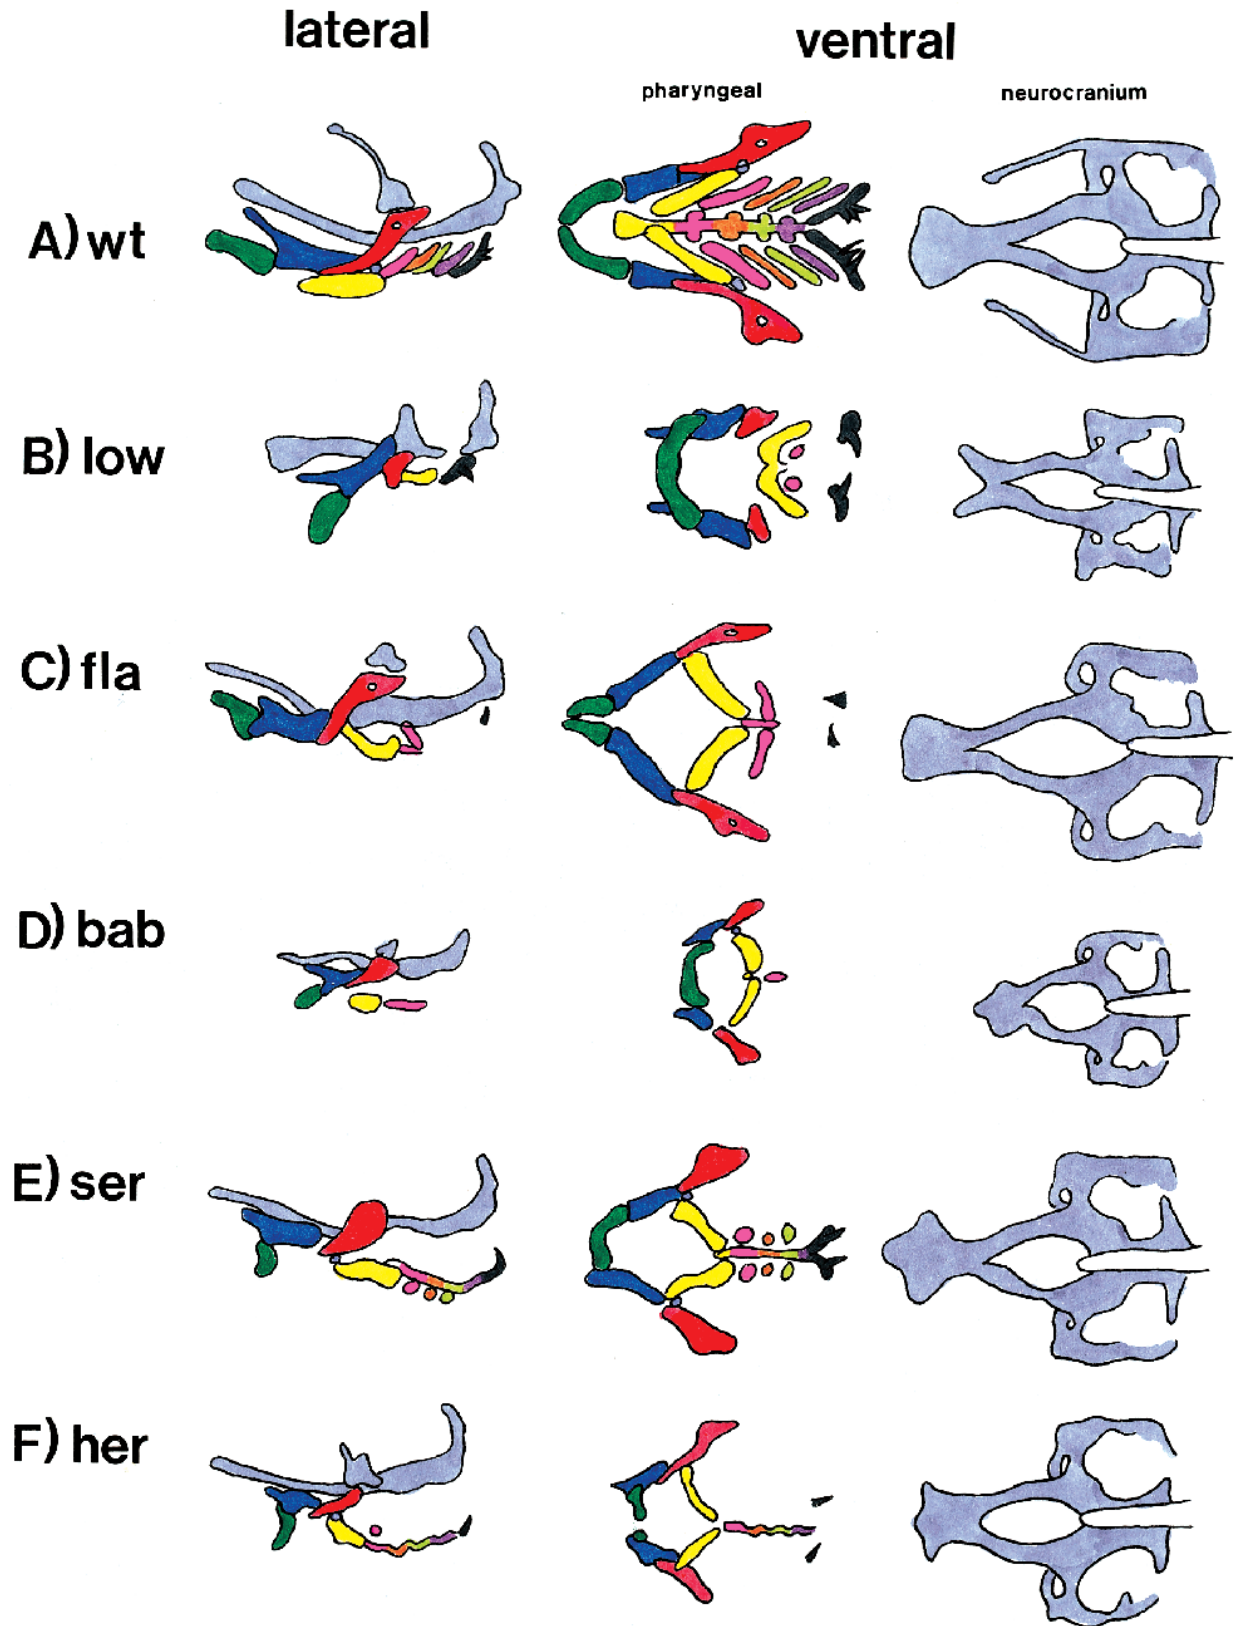 lateral
ventral
pharyngeal
neurocranium
A) wt
B) low
C) fla
D) bab
E) ser
F) her